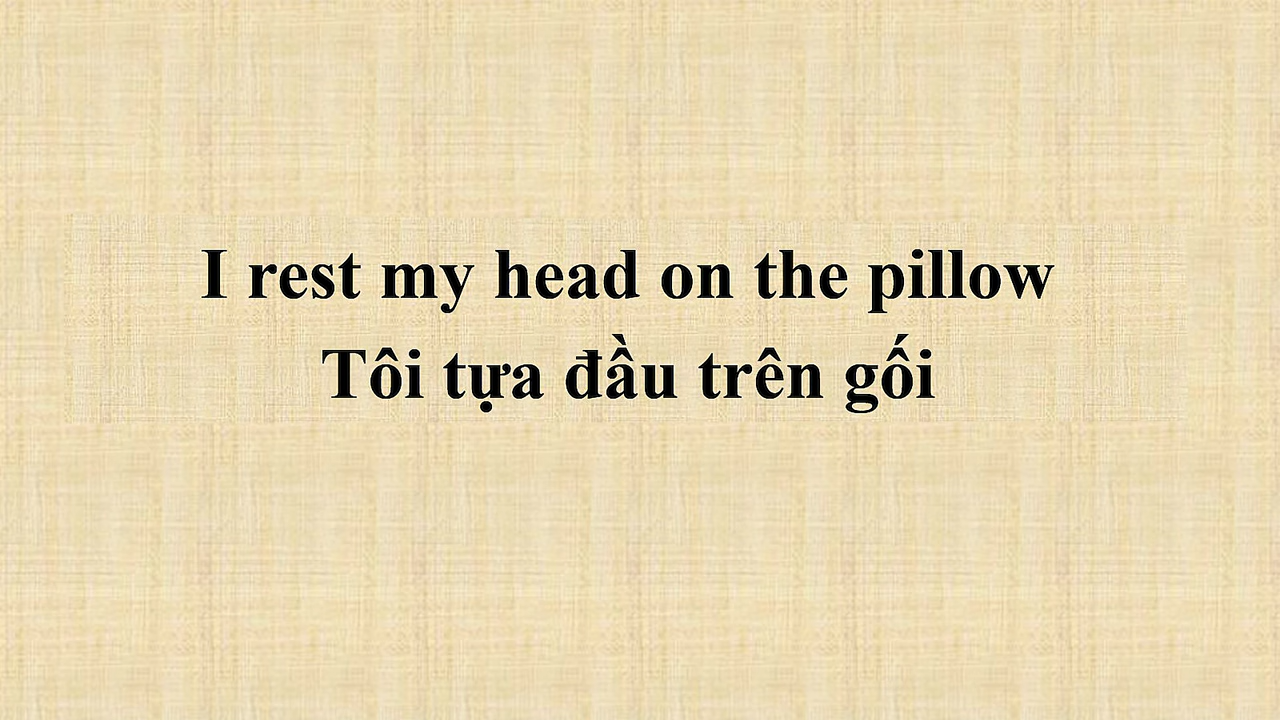 I rest my head on the pillow
Tôi tựa đầu trên gối